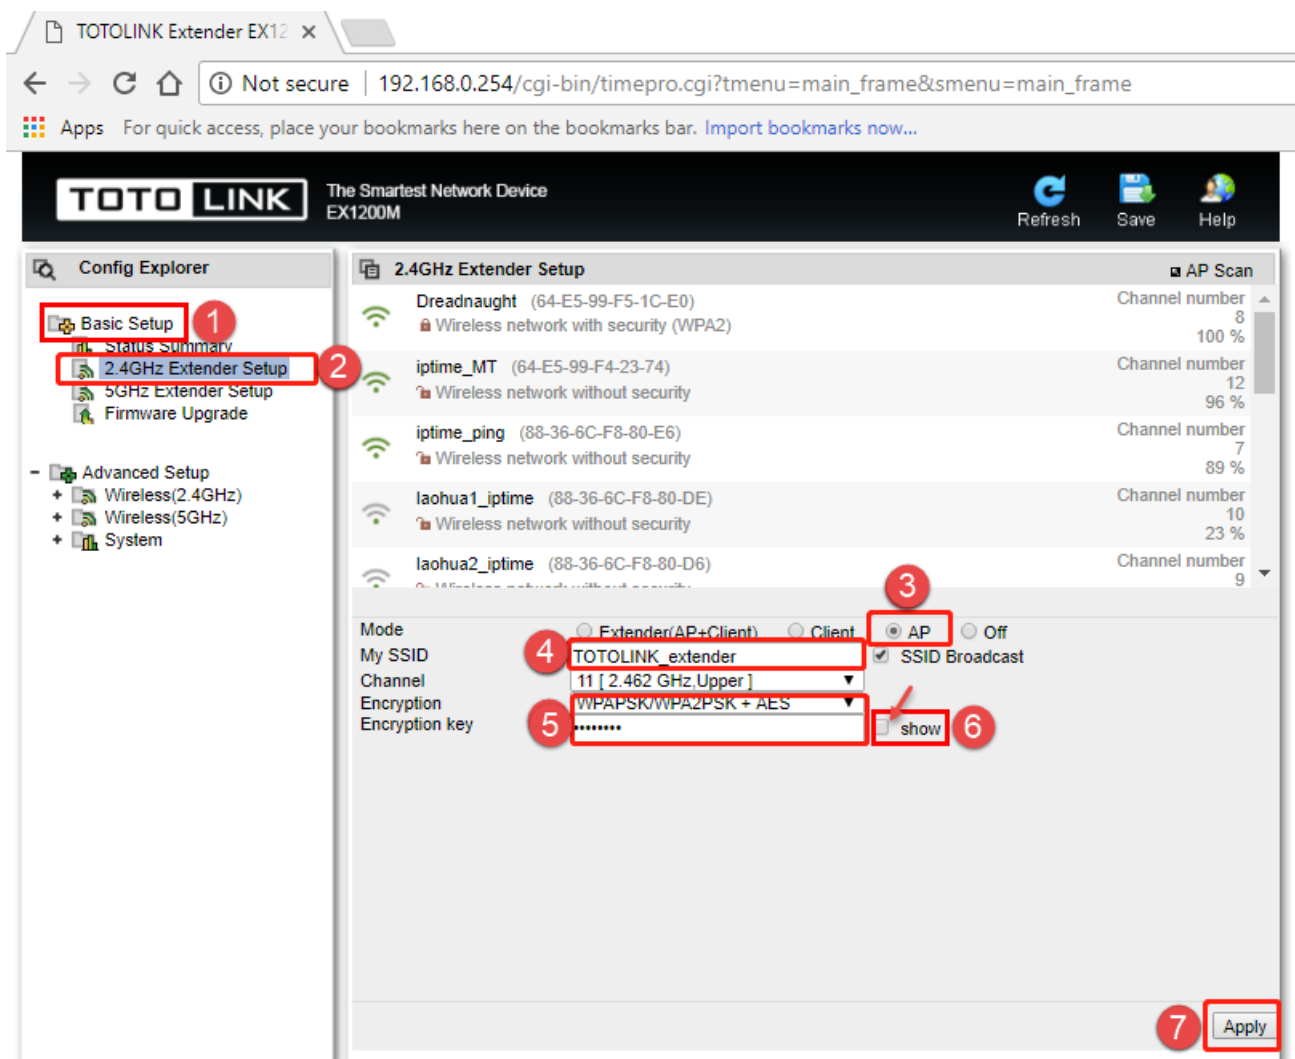 TOTOLINK Extender EX12
Not secure | 192.168.0.254/cgi-bin/timepro.cgi?tmenu=main_frame&smenu=main_frame
Apps For quick access, place your bookmarks here on the bookmarks bar. Import bookmarks now...
TOTO LINK
The Smartest Network Device
EX1200M
Refresh Save Help
Config Explorer
Basic Setup 1
Status Summary
2.4GHz Extender Setup 2
5GHz Extender Setup
Firmware Upgrade
Advanced Setup
Wireless(2.4GHz)
Wireless(5GHz)
System
2.4GHz Extender Setup AP Scan
Dreadnaught (64-E5-99-F5-1C-E0) Channel number
Wireless network with security (WPA2) 8
100 %
iptime_MT (64-E5-99-F4-23-74) Channel number
Wireless network without security 12
96 %
iptime_ping (88-36-6C-F8-80-E6) Channel number
Wireless network without security 7
89 %
laohua1_iptime (88-36-6C-F8-80-DE) Channel number
Wireless network without security 10
23 %
laohua2_iptime (88-36-6C-F8-80-D6) Channel number
Wireless network without security 9
3
Mode Extender(AP+Client) Client AP Off
My SSID 4 TOTOLINK_extender SSID Broadcast
Channel 11 [ 2.462 GHz,Upper ]
Encryption WPAPSK/WPA2PSK + AES
Encryption key 5 •••••••• show 6
7 Apply